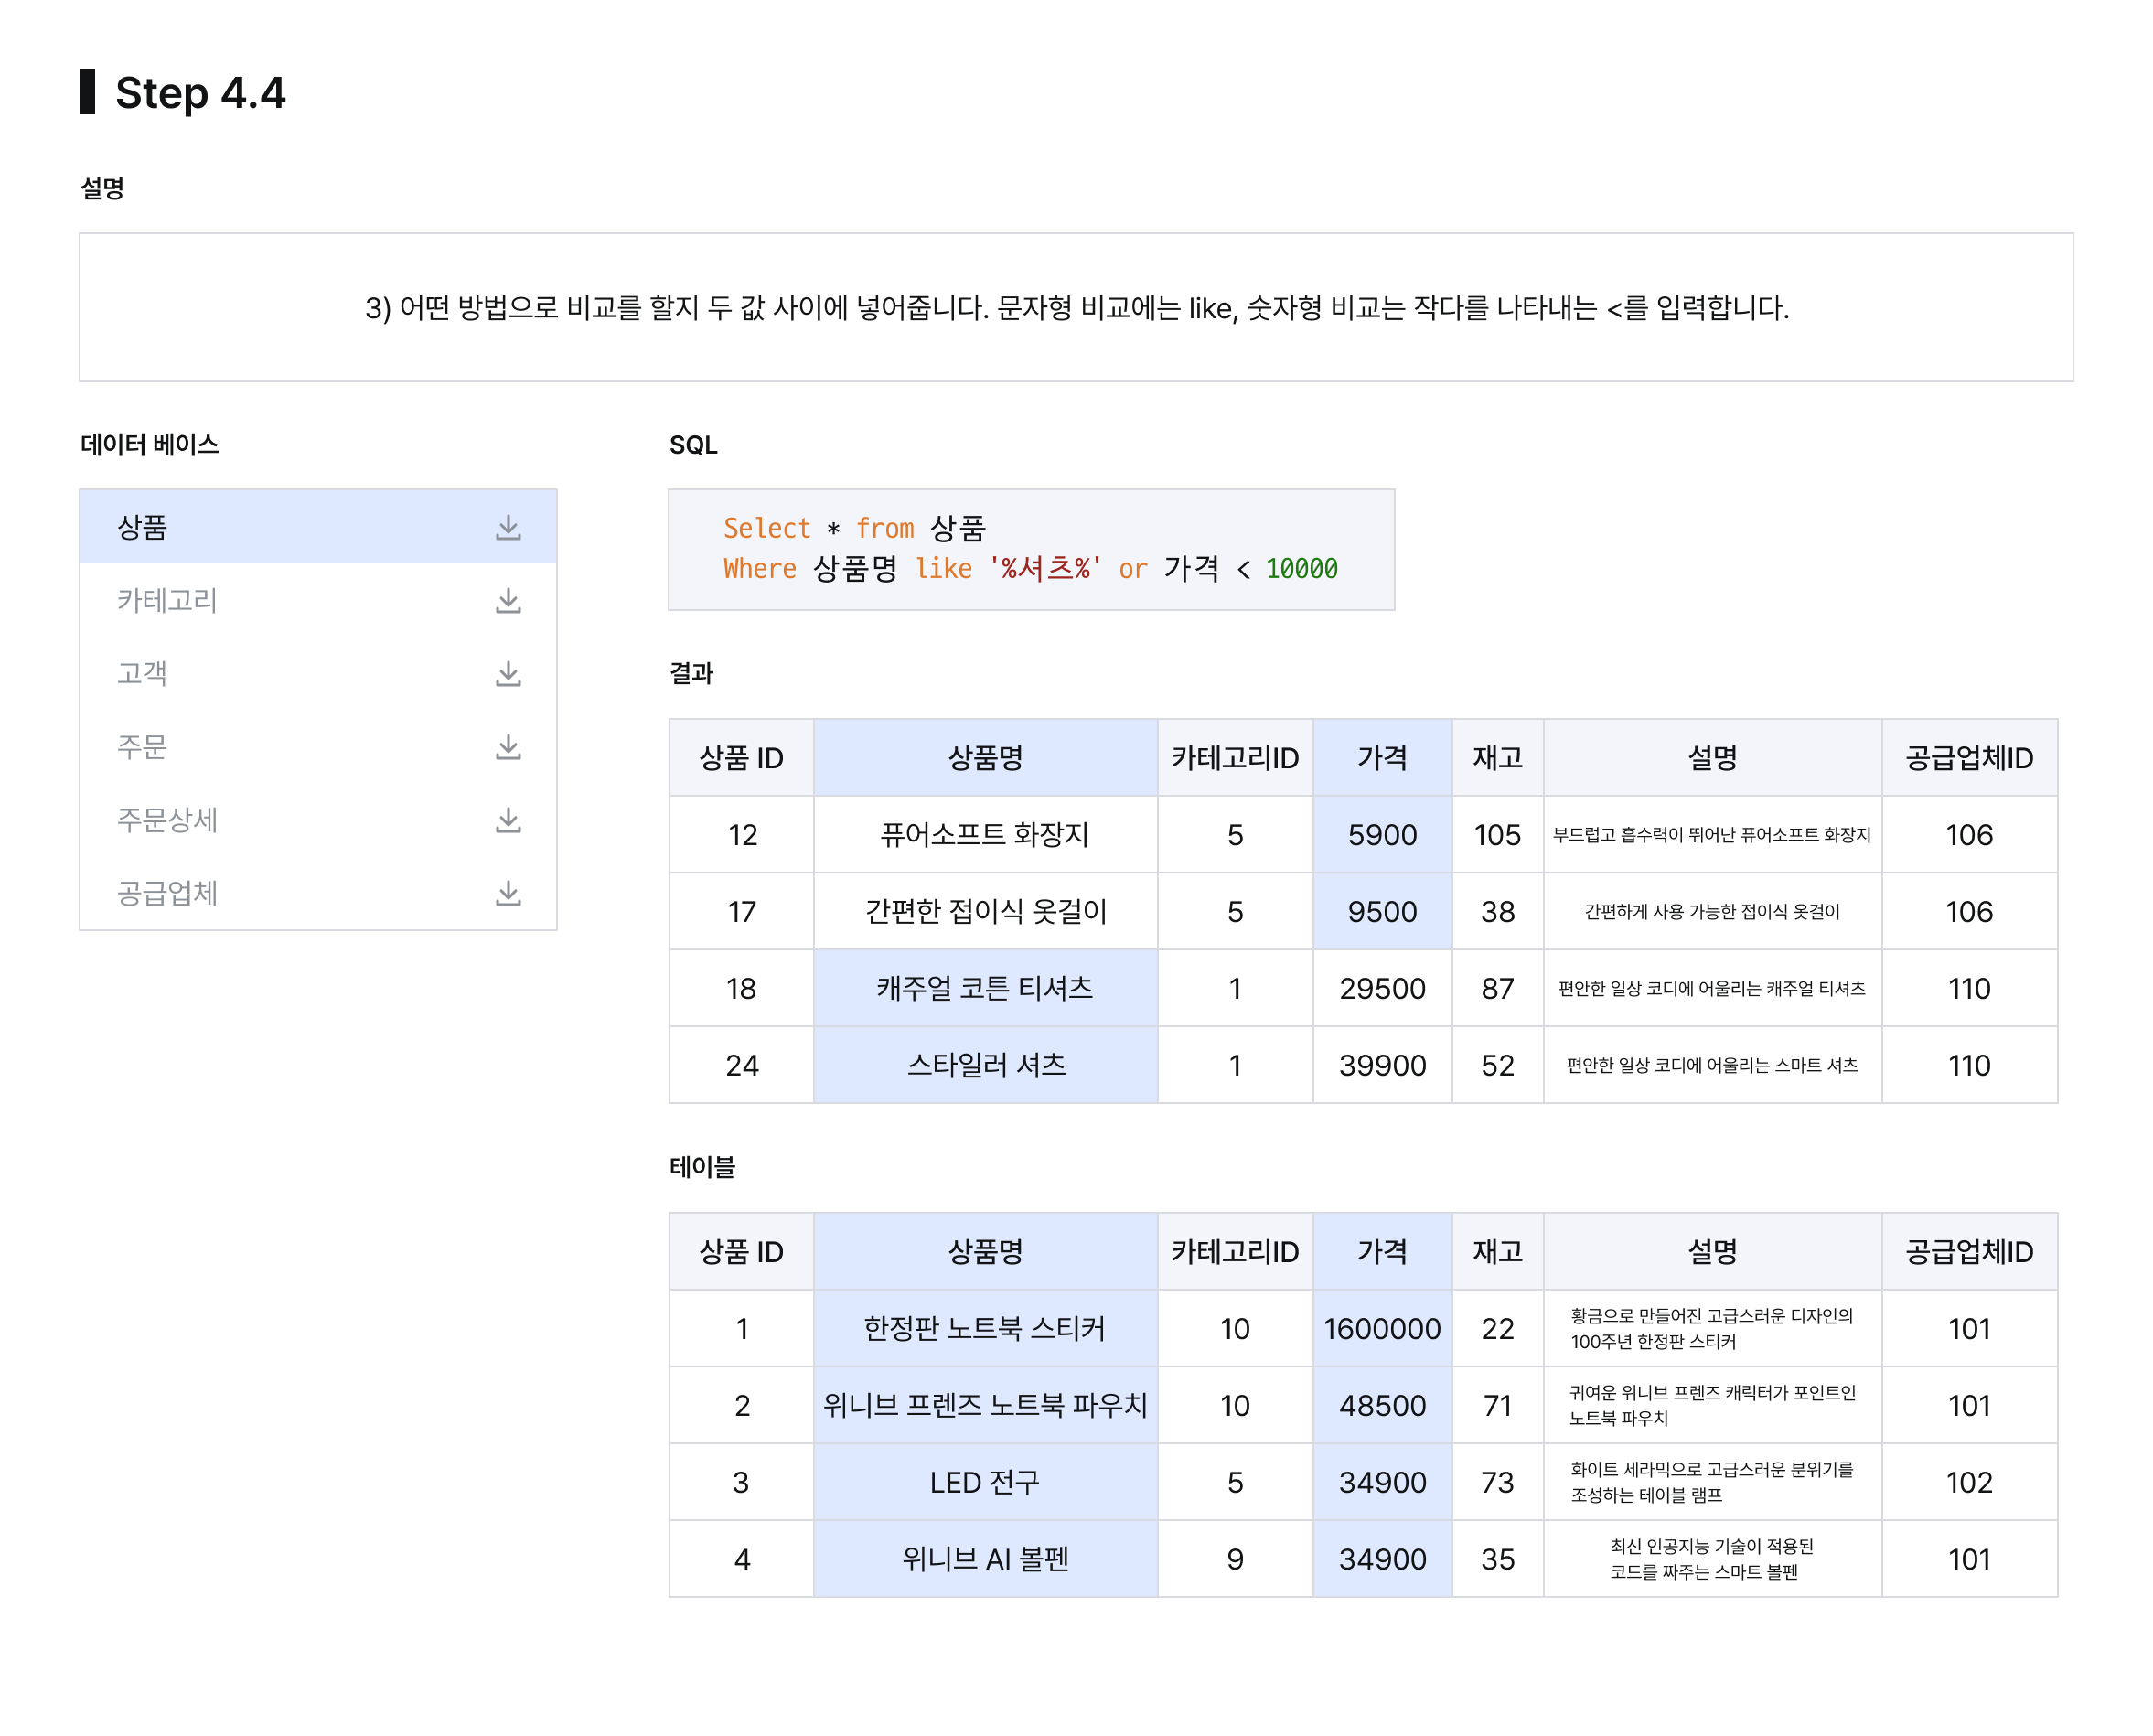 Step 4.4
설명
3) 어떤 방법으로 비교를 할지 두 값 사이에 넣어줍니다. 문자형 비교에는 like, 숫자형 비교는 작다를 나타내는 <를 입력합니다.
데이터 베이스
상품
카테고리
고객
주문
주문상세
공급업체
SQL
Select * from 상품
Where 상품명 like '%셔츠%' or 가격 < 10000
결과
상품 ID 상품명 카테고리ID 가격 재고 설명 공급업체ID
12 퓨어소프트 화장지 5 5900 105 부드럽고 흡수력이 뛰어난 퓨어소프트 화장지 106
17 간편한 접이식 옷걸이 5 9500 38 간편하게 사용 가능한 접이식 옷걸이 106
18 캐주얼 코튼 티셔츠 1 29500 87 편안한 일상 코디에 어울리는 캐주얼 티셔츠 110
24 스타일러 셔츠 1 39900 52 편안한 일상 코디에 어울리는 스마트 셔츠 110
테이블
상품 ID 상품명 카테고리ID 가격 재고 설명 공급업체ID
1 한정판 노트북 스티커 10 1600000 22 황금으로 만들어진 고급스러운 디자인의
100주년 한정판 스티커 101
2 위니브 프렌즈 노트북 파우치 10 48500 71 귀여운 위니브 프렌즈 캐릭터가 포인트인
노트북 파우치 101
3 LED 전구 5 34900 73 화이트 세라믹으로 고급스러운 분위기를
조성하는 테이블 램프 102
4 위니브 AI 볼펜 9 34900 35 최신 인공지능 기술이 적용된
코드를 짜주는 스마트 볼펜 101